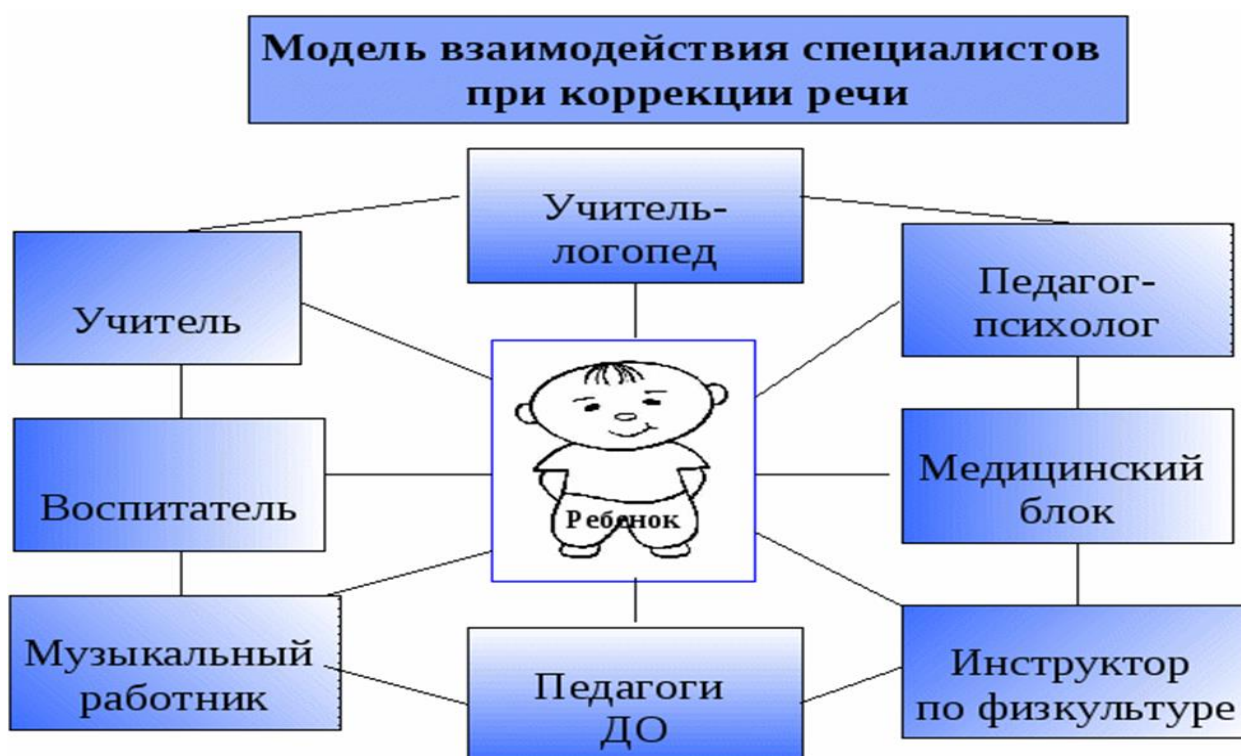 Модель взаимодействия специалистов
при коррекции речи
Учитель-
логопед
Учитель
Педагог-
психолог
Воспитатель
Ребенок
Медицинский
блок
Музыкальный
работник
Педагоги
ДО
Инструктор
по физкультуре